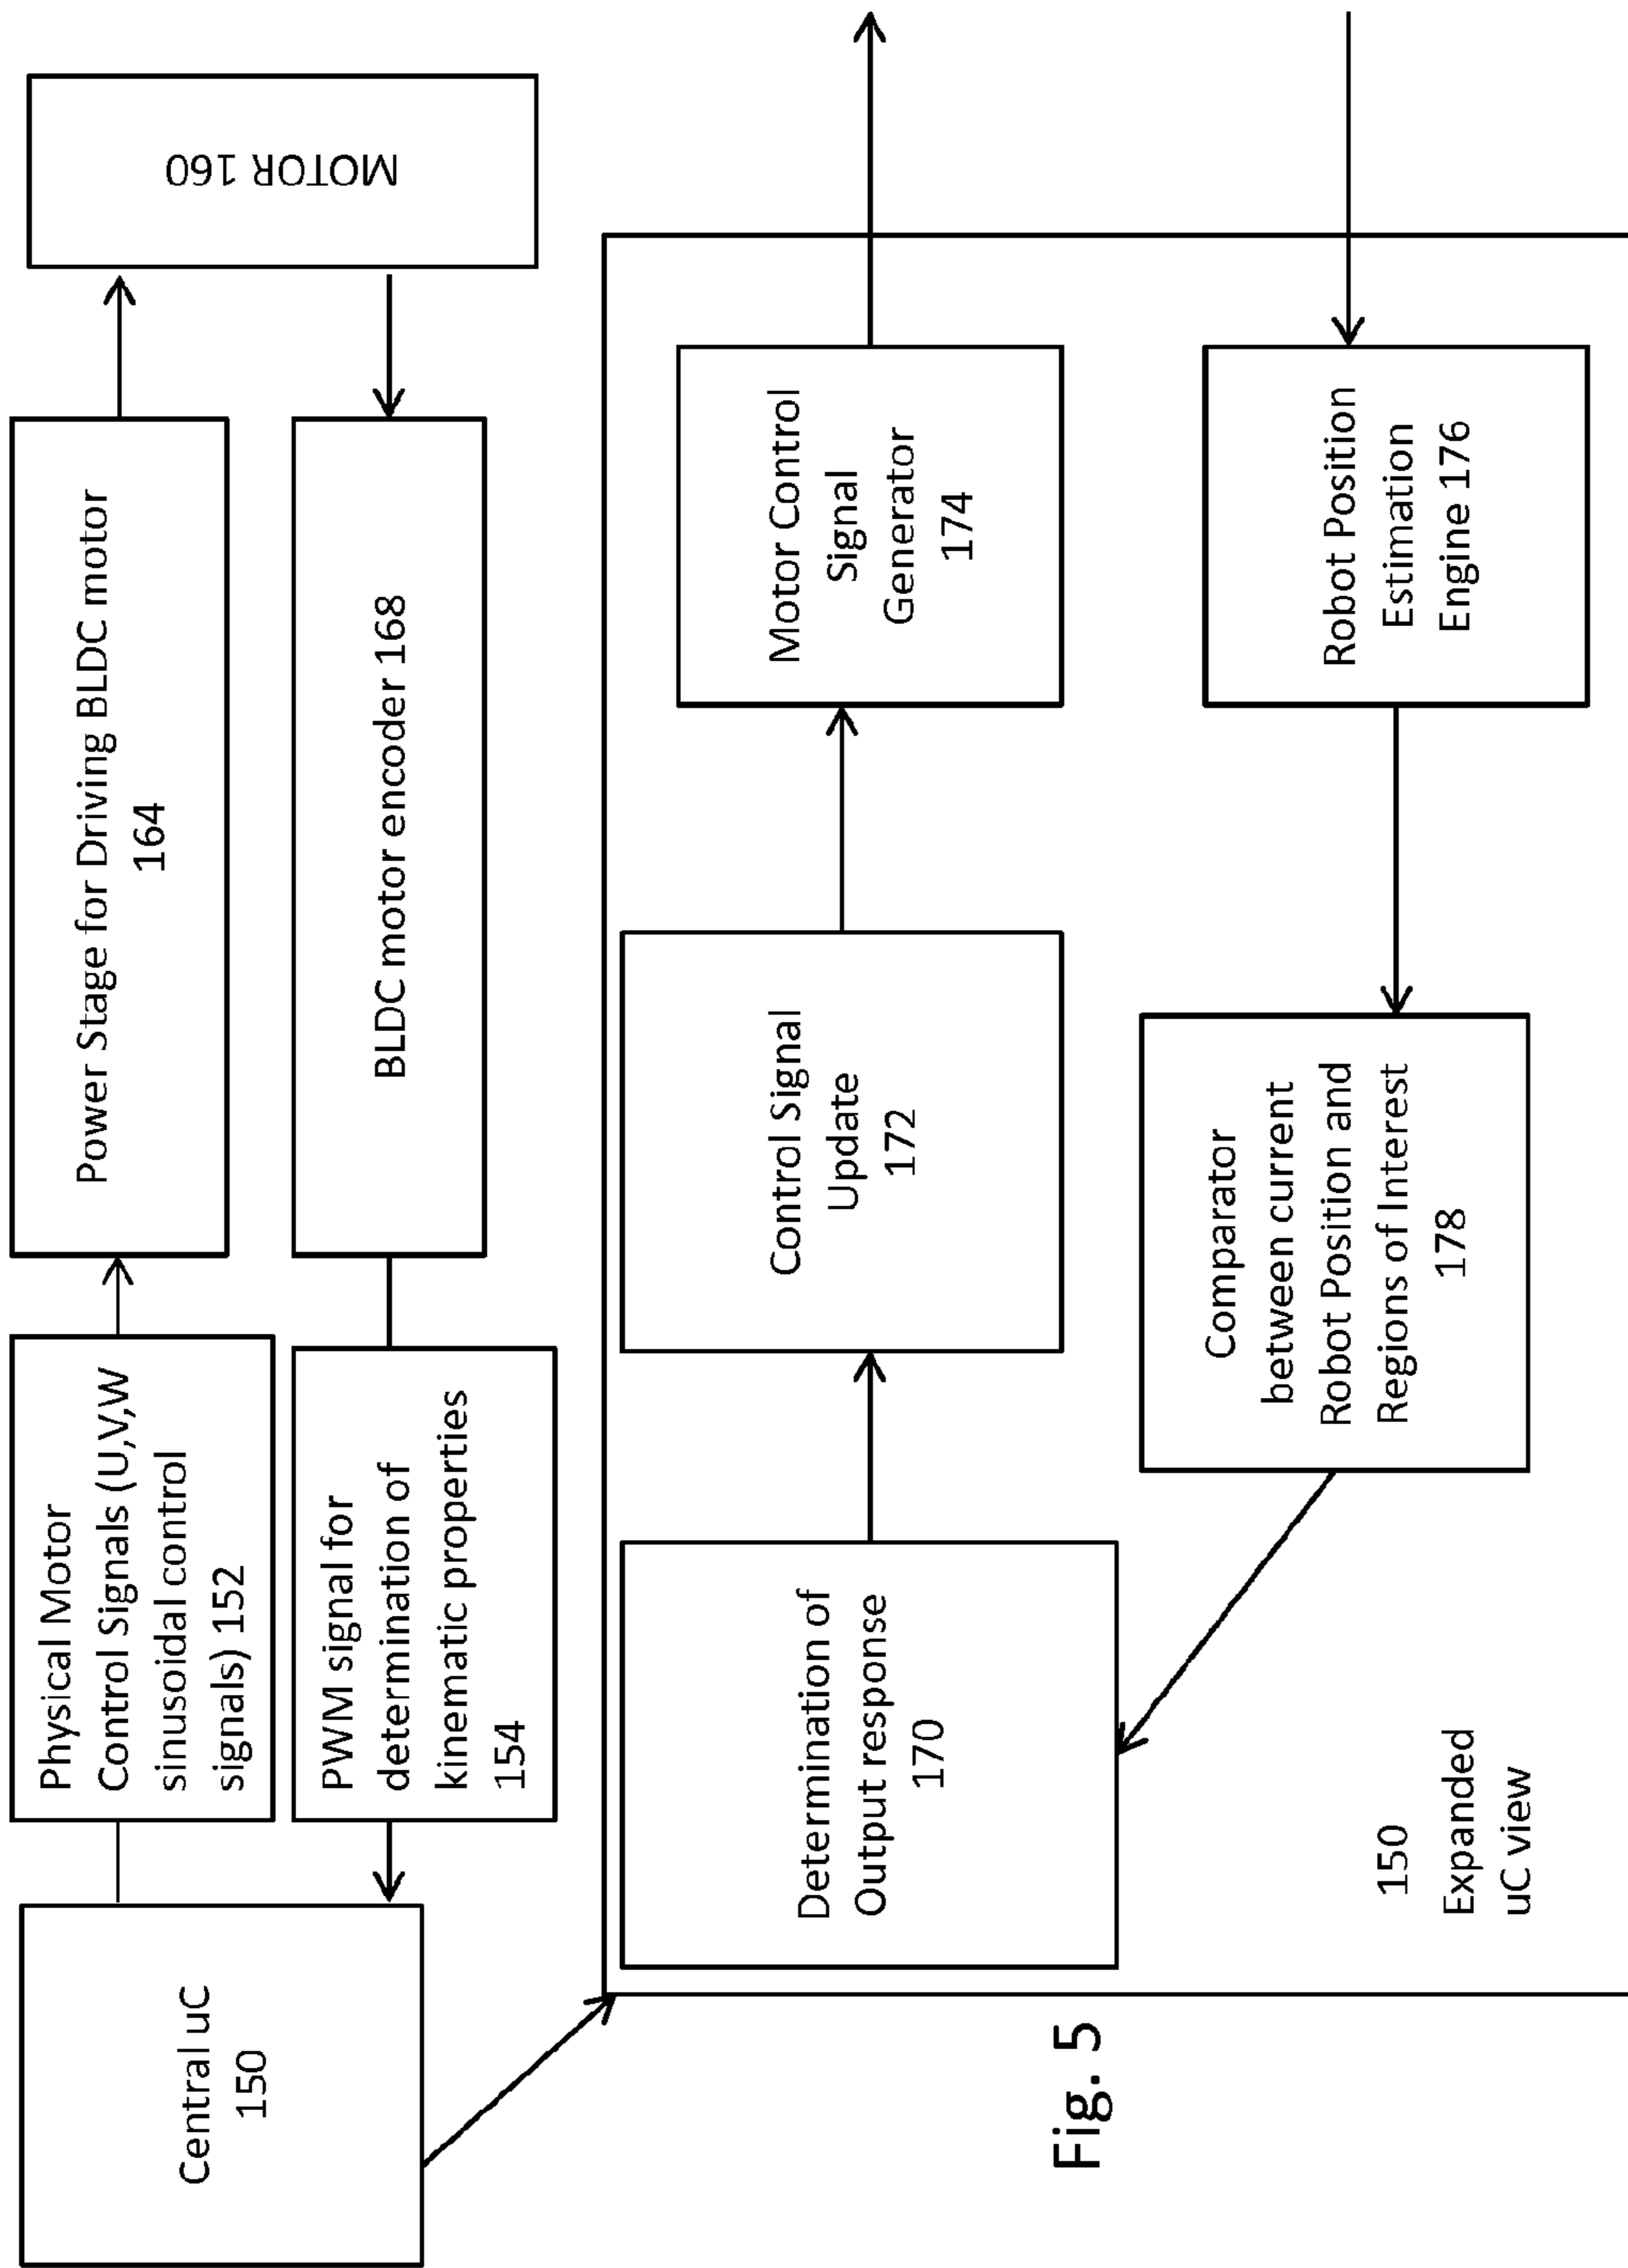 Central uC
150
Physical Motor
Control Signals (U,V,W
sinusoidal control
signals) 152
Power Stage for Driving BLDC motor
164
MOTOR 160
PWM signal for
determination of
kinematic properties
154
BLDC motor encoder 168
Determination of
Output response
170
Control Signal
Update
172
Motor Control
Signal
Generator
174
Comparator
between current
Robot Position and
Regions of Interest
178
Robot Position
Estimation
Engine 176
150
Expanded
uC view
Fig. 5